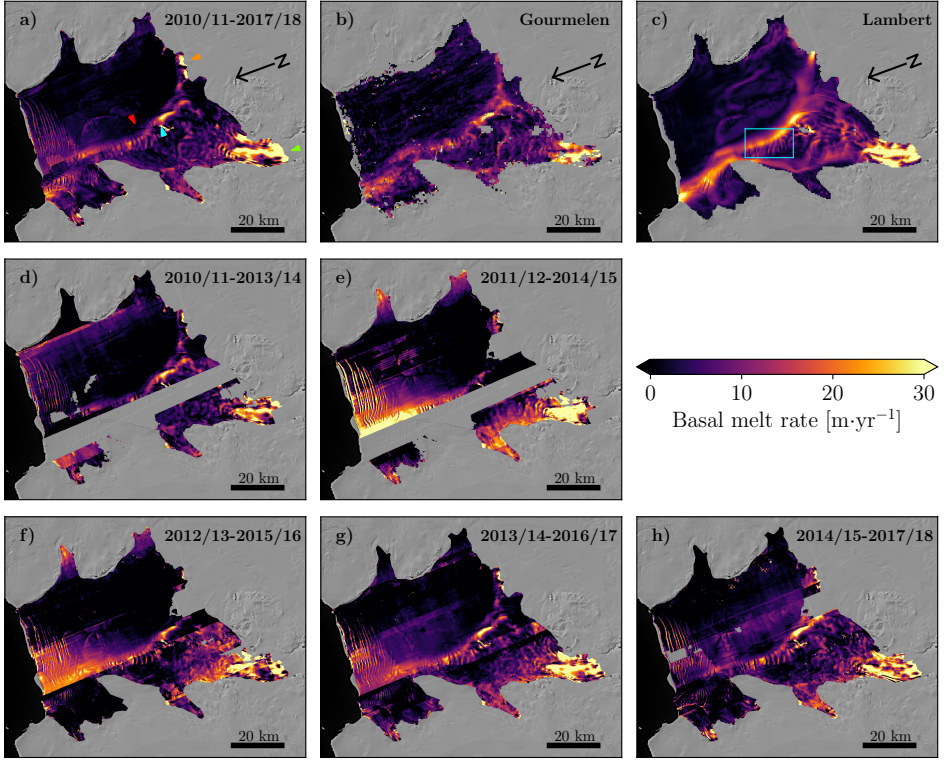 a) 2010/11-2017/18
N
20 km
b) Gourmelen
N
20 km
c) Lambert
N
20 km
d) 2010/11-2013/14
20 km
e) 2011/12-2014/15
20 km
0 10 20 30
Basal melt rate [m·yr⁻¹]
f) 2012/13-2015/16
20 km
g) 2013/14-2016/17
20 km
h) 2014/15-2017/18
20 km